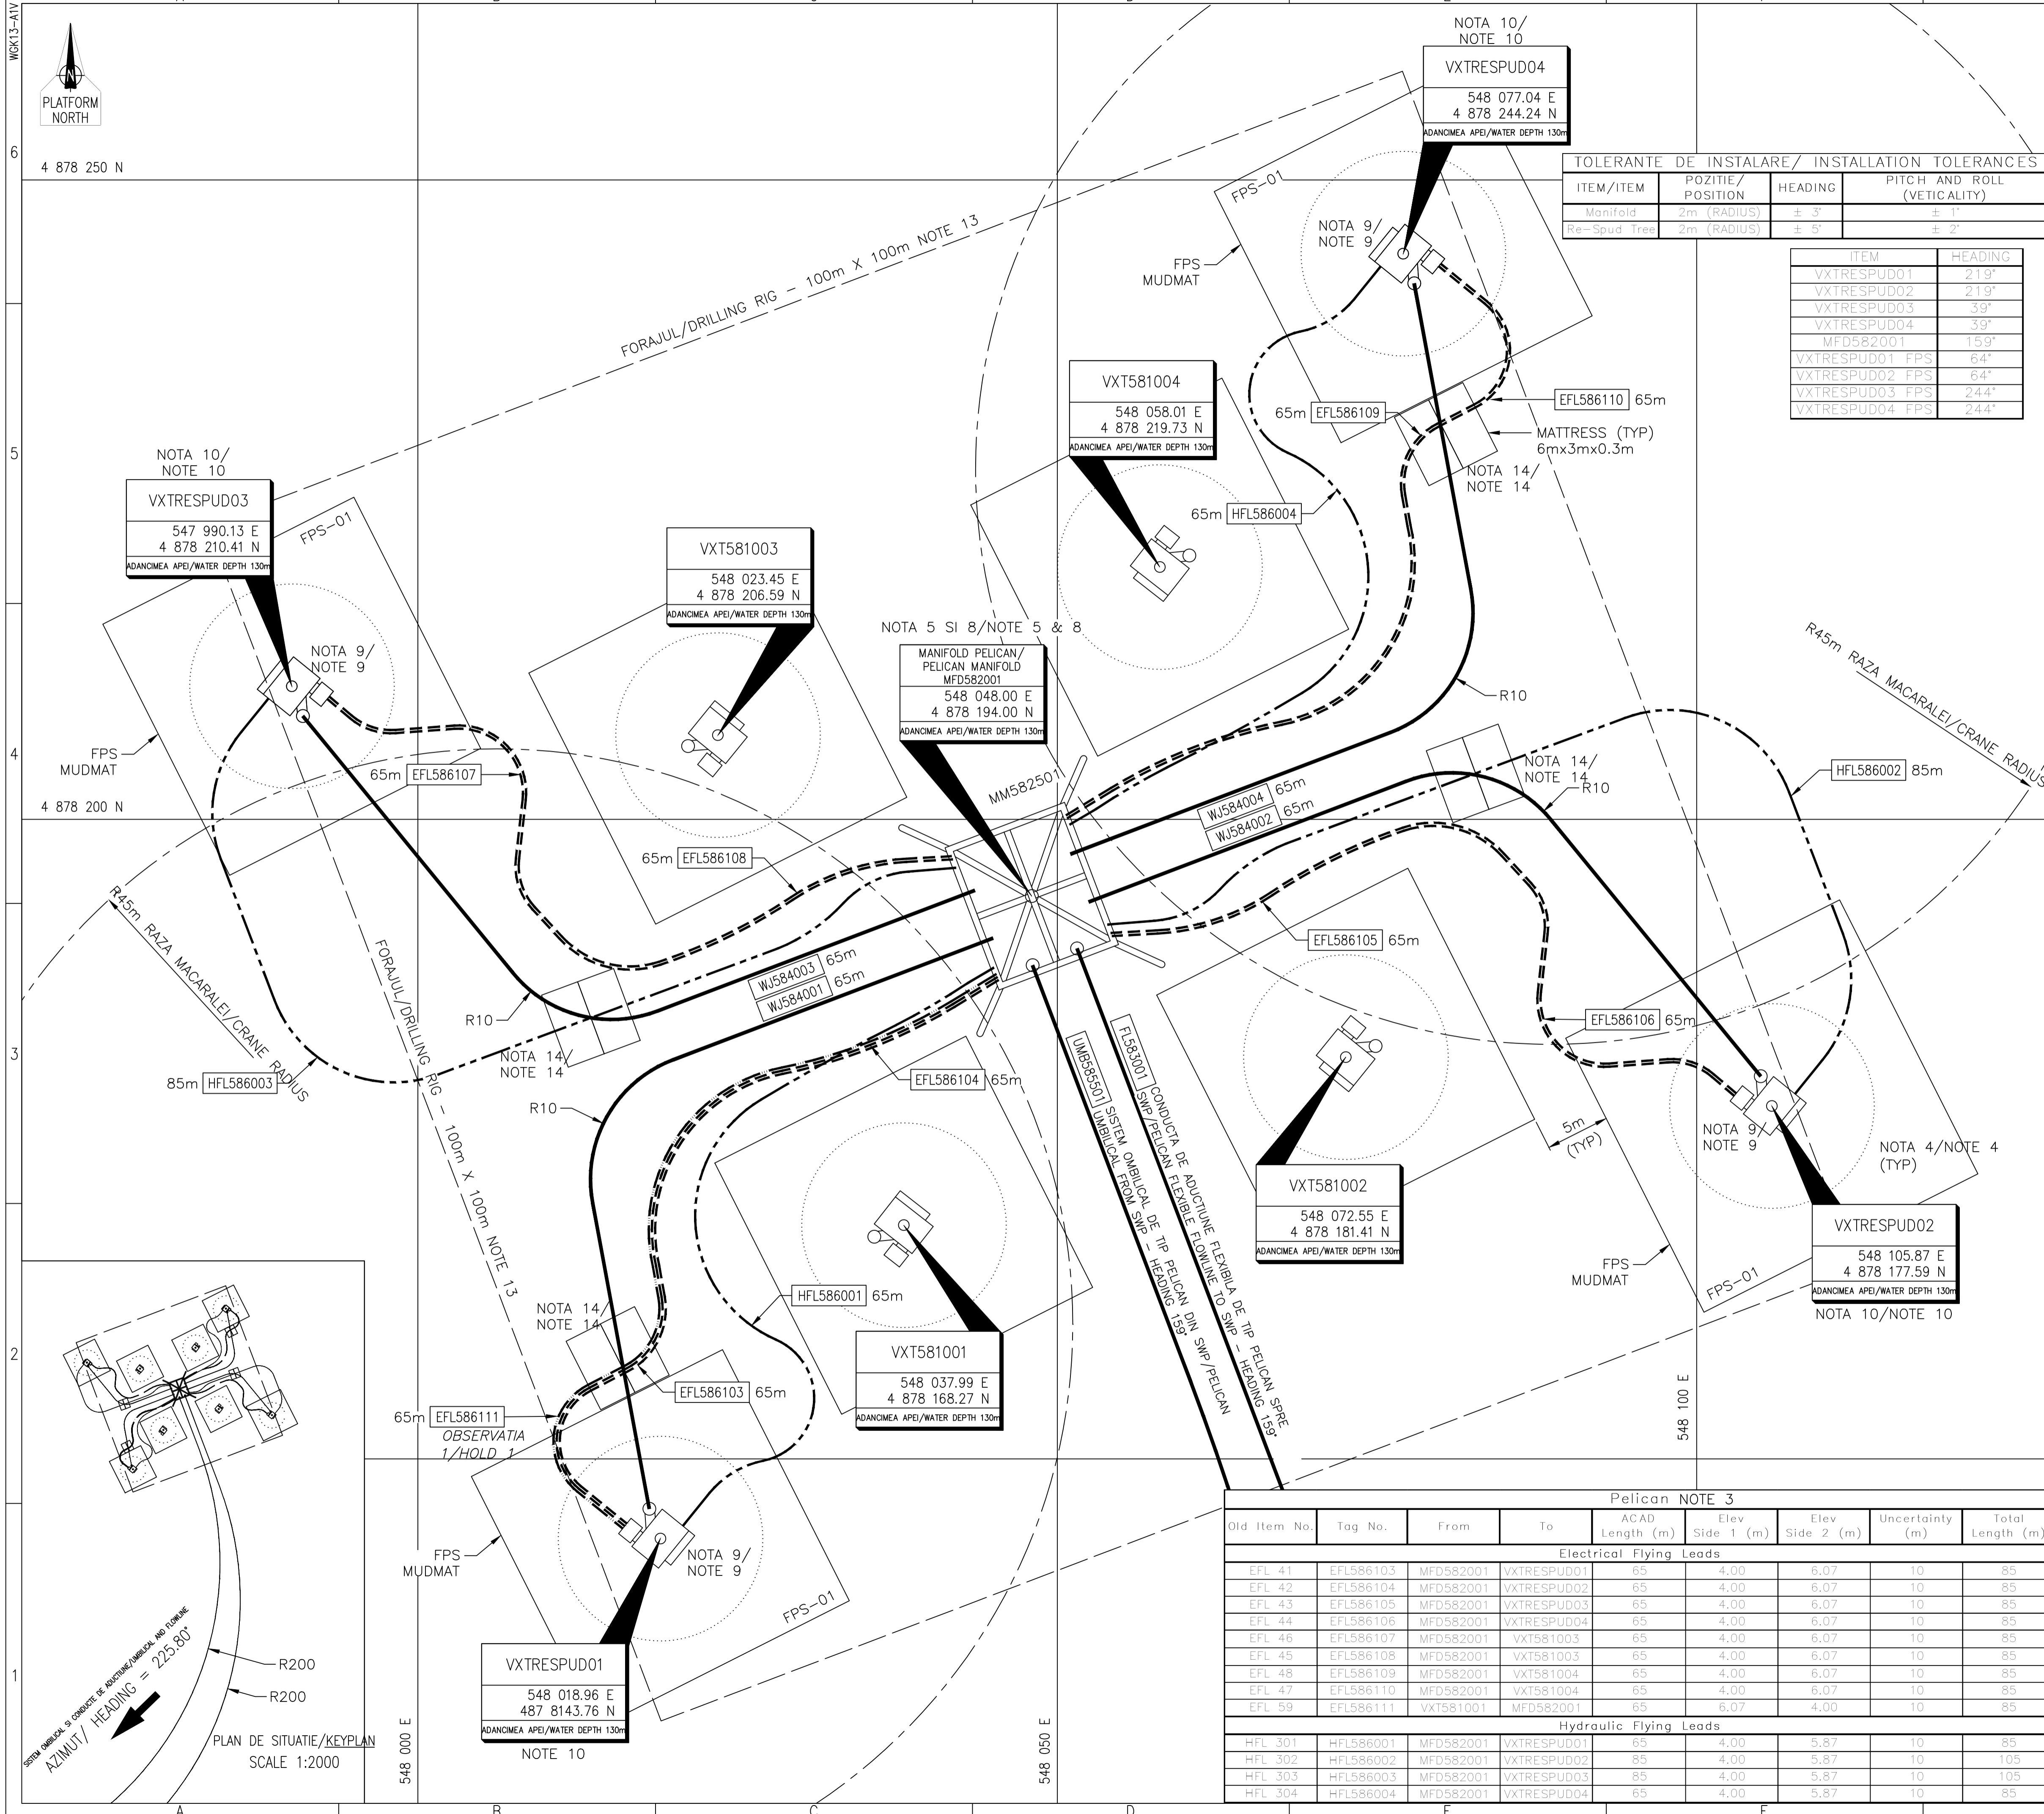 WGK13-A1V
PLATFORM
NORTH
6
4 878 250 N
NOTA 10/
NOTE 10
VXTRESPUD04
548 077.04 E
4 878 244.24 N
ADANCIMEA APEI/WATER DEPTH 130m
TOLERANTE DE INSTALARE/ INSTALLATION TOLERANCES
ITEM/ITEM POZITIE/ POSITION HEADING PITCH AND ROLL (VETICALITY)
Manifold 2m (RADIUS) ± 3° ± 1°
Re-Spud Tree 2m (RADIUS) ± 5° ± 2°
ITEM HEADING
VXTRESPUD01 219°
VXTRESPUD02 219°
VXTRESPUD03 39°
VXTRESPUD04 39°
MFD582001 159°
VXTRESPUD01 FPS 64°
VXTRESPUD02 FPS 64°
VXTRESPUD03 FPS 244°
VXTRESPUD04 FPS 244°
FPS-01
NOTA 9/
NOTE 9
FPS
MUDMAT
FORAJUL/DRILLING RIG - 100m X 100m NOTE 13
5
VXT581004
548 058.01 E
4 878 219.73 N
ADANCIMEA APEI/WATER DEPTH 130m
65m EFL586109
EFL586110 65m
MATTRESS (TYP)
6mx3mx0.3m
NOTA 14/
NOTE 14
65m HFL586004
NOTA 10/
NOTE 10
VXTRESPUD03
547 990.13 E
4 878 210.41 N
ADANCIMEA APEI/WATER DEPTH 130m
FPS-01
VXT581003
548 023.45 E
4 878 206.59 N
ADANCIMEA APEI/WATER DEPTH 130m
NOTA 5 SI 8/NOTE 5 & 8
MANIFOLD PELICAN/
PELICAN MANIFOLD
MFD582001
548 048.00 E
4 878 194.00 N
ADANCIMEA APEI/WATER DEPTH 130m
NOTA 9/
NOTE 9
R10
R45m RAZA MACARALEI/CRANE RADIUS
4
FPS
MUDMAT
65m EFL586107
4 878 200 N
MM582501
NOTA 14/
NOTE 14
R10
HFL586002 85m
WJ584004 65m
WJ584002 65m
65m EFL586108
R45m RAZA MACARALEI/CRANE RADIUS
FORAJUL/DRILLING RIG - 100m X 100m NOTE 13
EFL586105 65m
WJ584003 65m
WJ584001 65m
R10
3
NOTA 14/
NOTE 14
85m HFL586003
EFL586104 65m
R10
EFL586106 65m
UMB585501 SISTEM OMBILICAL DE TIP PELICAN DIN SWP/PELICAN
UMBILICAL FROM SWP - HEADING 159°
FL583001 CONDUCTA DE ADUCTIUNE FLEXIBILA DE TIP PELICAN SPRE
SWP/PELICAN FLEXIBLE FLOWLINE TO SWP - HEADING 159°
5m
(TYP)
NOTA 9/
NOTE 9
NOTA 4/NOTE 4
(TYP)
VXT581002
548 072.55 E
4 878 181.41 N
ADANCIMEA APEI/WATER DEPTH 130m
VXTRESPUD02
548 105.87 E
4 878 177.59 N
ADANCIMEA APEI/WATER DEPTH 130m
NOTA 10/NOTE 10
FPS
MUDMAT
FPS-01
HFL586001 65m
NOTA 14/
NOTE 14
2
VXT581001
548 037.99 E
4 878 168.27 N
ADANCIMEA APEI/WATER DEPTH 130m
EFL586103 65m
65m EFL586111
OBSERVATIA
1/HOLD 1
548 100 E
FPS
MUDMAT
NOTA 9/
NOTE 9
FPS-01
VXTRESPUD01
548 018.96 E
487 8143.76 N
ADANCIMEA APEI/WATER DEPTH 130m
NOTE 10
1
SISTEM OMBILICAL SI CONDUCTE DE ADUCTIUNE/UMBILICAL AND FLOWLINE
AZIMUT/ HEADING = 225.80°
R200
R200
PLAN DE SITUATIE/KEYPLAN
SCALE 1:2000
548 000 E
548 050 E
Pelican NOTE 3
Old Item No. Tag No. From To ACAD Length (m) Elev Side 1 (m) Elev Side 2 (m) Uncertainty (m) Total Length (m)
Electrical Flying Leads
EFL 41 EFL586103 MFD582001 VXTRESPUD01 65 4.00 6.07 10 85
EFL 42 EFL586104 MFD582001 VXTRESPUD02 65 4.00 6.07 10 85
EFL 43 EFL586105 MFD582001 VXTRESPUD03 65 4.00 6.07 10 85
EFL 44 EFL586106 MFD582001 VXTRESPUD04 65 4.00 6.07 10 85
EFL 46 EFL586107 MFD582001 VXT581003 65 4.00 6.07 10 85
EFL 45 EFL586108 MFD582001 VXT581003 65 4.00 6.07 10 85
EFL 48 EFL586109 MFD582001 VXT581004 65 4.00 6.07 10 85
EFL 47 EFL586110 MFD582001 VXT581004 65 4.00 6.07 10 85
EFL 59 EFL586111 VXT581001 MFD582001 65 6.07 4.00 10 85
Hydraulic Flying Leads
HFL 301 HFL586001 MFD582001 VXTRESPUD01 65 4.00 5.87 10 85
HFL 302 HFL586002 MFD582001 VXTRESPUD02 85 4.00 5.87 10 105
HFL 303 HFL586003 MFD582001 VXTRESPUD03 85 4.00 5.87 10 105
HFL 304 HFL586004 MFD582001 VXTRESPUD04 65 4.00 5.87 10 85